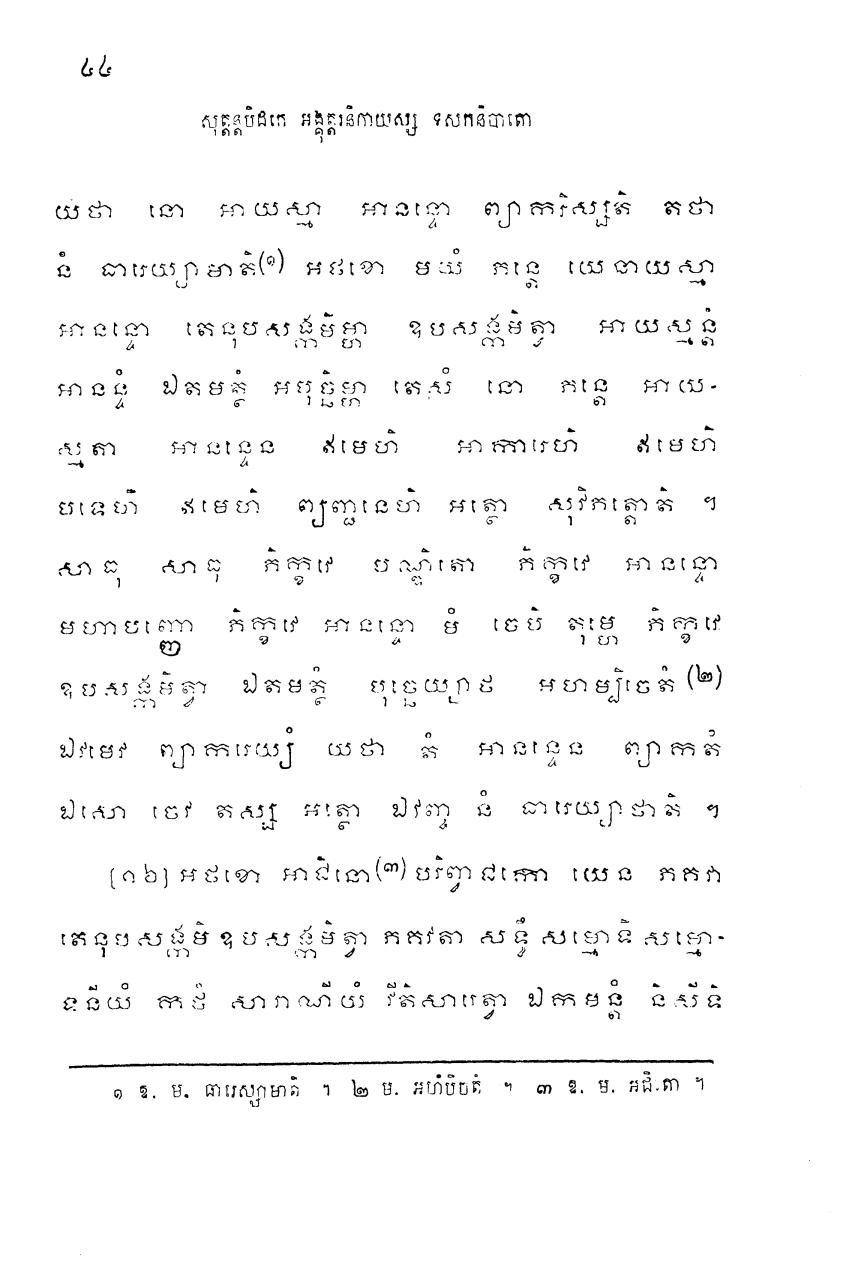 ៤៤
សុត្តន្តបិដកេ អង្គុត្តរនិកាយស្ស ទសកនិបាតោ
យថា នោ អាយស្មា អានន្ទោ ព្យាករិស្សតិ តថា
នំ ធារេយ្យាមាតិ(១) អថខោ មយំ ភន្តេ យេនាយស្មា
អានន្ទោ តេនុបសង្កមិម្ហា ឧបសង្កមិត្វា អាយស្មន្តំ
អានន្ទំ ឯតមត្ថំ អបុច្ឆិម្ហា តេសំ នោ ភន្តេ អាយ-
ស្មតា អានន្ទេន ឥមេហិ អាការេហិ ឥមេហិ
បទេហិ ឥមេហិ ព្យញ្ជនេហិ អត្ថោ សុវិភត្តោតិ ។
សាធុ សាធុ ភិក្ខវេ បណ្ឌិតោ ភិក្ខវេ អានន្ទោ
មហាបញ្ញោ ភិក្ខវេ អានន្ទោ មំ ចេបិ តុម្ហេ ភិក្ខវេ
ឧបសង្កមិត្វា ឯតមត្ថំ បុច្ឆេយ្យាថ អហម្បិចេតំ (២)
ឯវមេវ ព្យាករេយ្យំ យថា តំ អានន្ទេន ព្យាកតំ
ឯសោ ចេវ តស្ស អត្ថោ ឯវញ្ច នំ ធារេយ្យាថាតិ ។
[១៦] អថខោ អាជិនោ(៣) បរិព្វាជកោ យេន ភគវា
តេនុបសង្កមិ ឧបសង្កមិត្វា ភគវតា សទ្ធឹ សម្មោទិ សម្មោ-
ទនីយំ កថំ សារាណីយំ វីតិសារេត្វា ឯកមន្តំ និសីទិ
១ ឧ. ម. ធារេស្សាមាតិ ។ ២ ម. អហំបិចតំ ។ ៣ ឧ. ម. អជិតោ ។